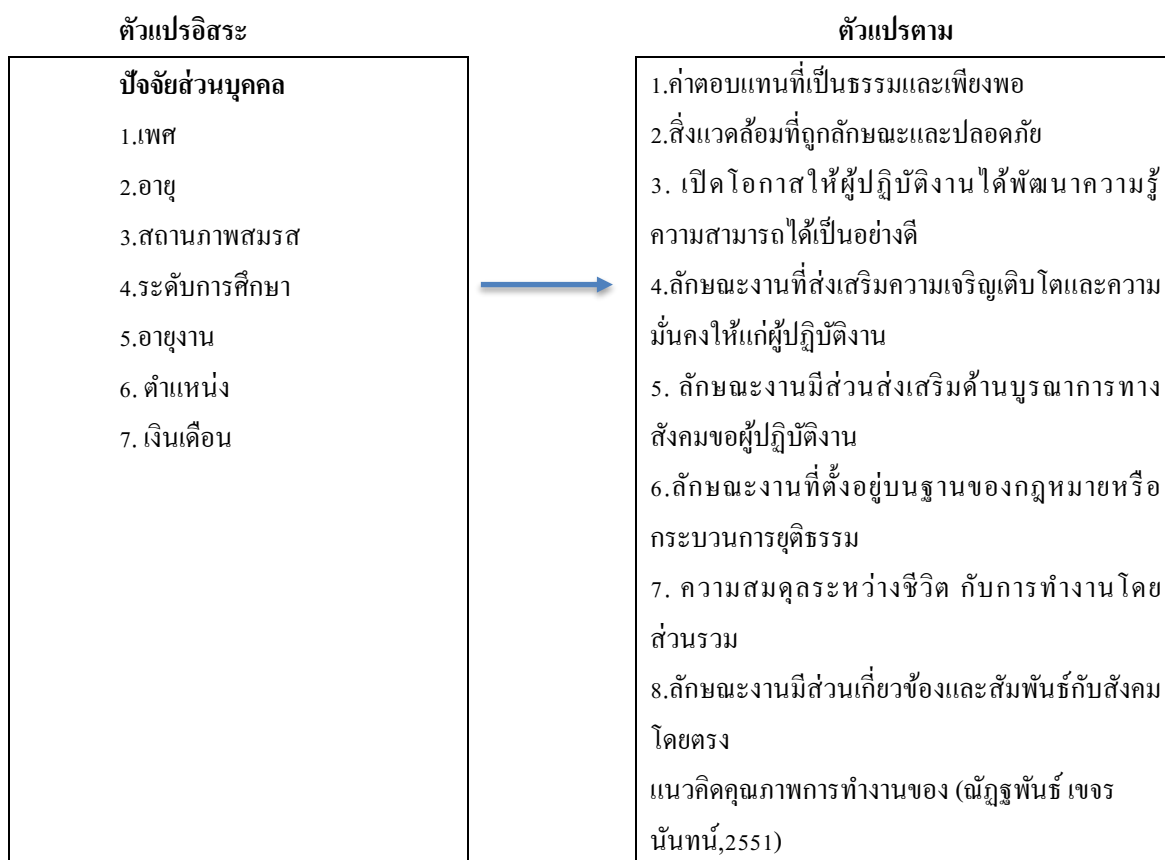 ตัวแปรอิสระ
ปัจจัยส่วนบุคคล
1.เพศ
2.อายุ
3.สถานภาพสมรส
4.ระดับการศึกษา
5.อายุงาน
6. ตำแหน่ง
7. เงินเดือน
ตัวแปรตาม
1.ค่าตอบแทนที่เป็นธรรมและเพียงพอ
2.สิ่งแวดล้อมที่ถูกลักษณะและปลอดภัย
3. เปิดโอกาสให้ผู้ปฏิบัติงานได้พัฒนาความรู้
ความสามารถได้เป็นอย่างดี
4.ลักษณะงานที่ส่งเสริมความเจริญเติบโตและความ
มั่นคงให้แก่ผู้ปฏิบัติงาน
5. ลักษณะงานมีส่วนส่งเสริมด้านบูรณาการทาง
สังคมขอผู้ปฏิบัติงาน
6.ลักษณะงานที่ตั้งอยู่บนฐานของกฎหมายหรือ
กระบวนการยุติธรรม
7. ความสมดุลระหว่างชีวิต กับการทำงานโดย
ส่วนรวม
8.ลักษณะงานมีส่วนเกี่ยวข้องและสัมพันธ์กับสังคม
โดยตรง
แนวคิดคุณภาพการทำงานของ (ณัฏฐพันธ์ เขจร
นันทน์,2551)